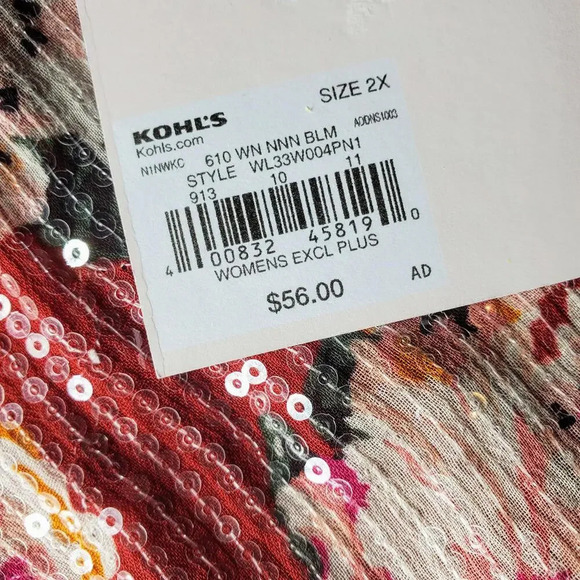 SIZE 2X
KOHL'S
Kohls.com
AODNS1003
N1NWKC 610 WN NNN BLM
STYLE WL33W004PN1
913 10 11
4 00832 45819 0
WOMENS EXCL PLUS
$56.00 AD